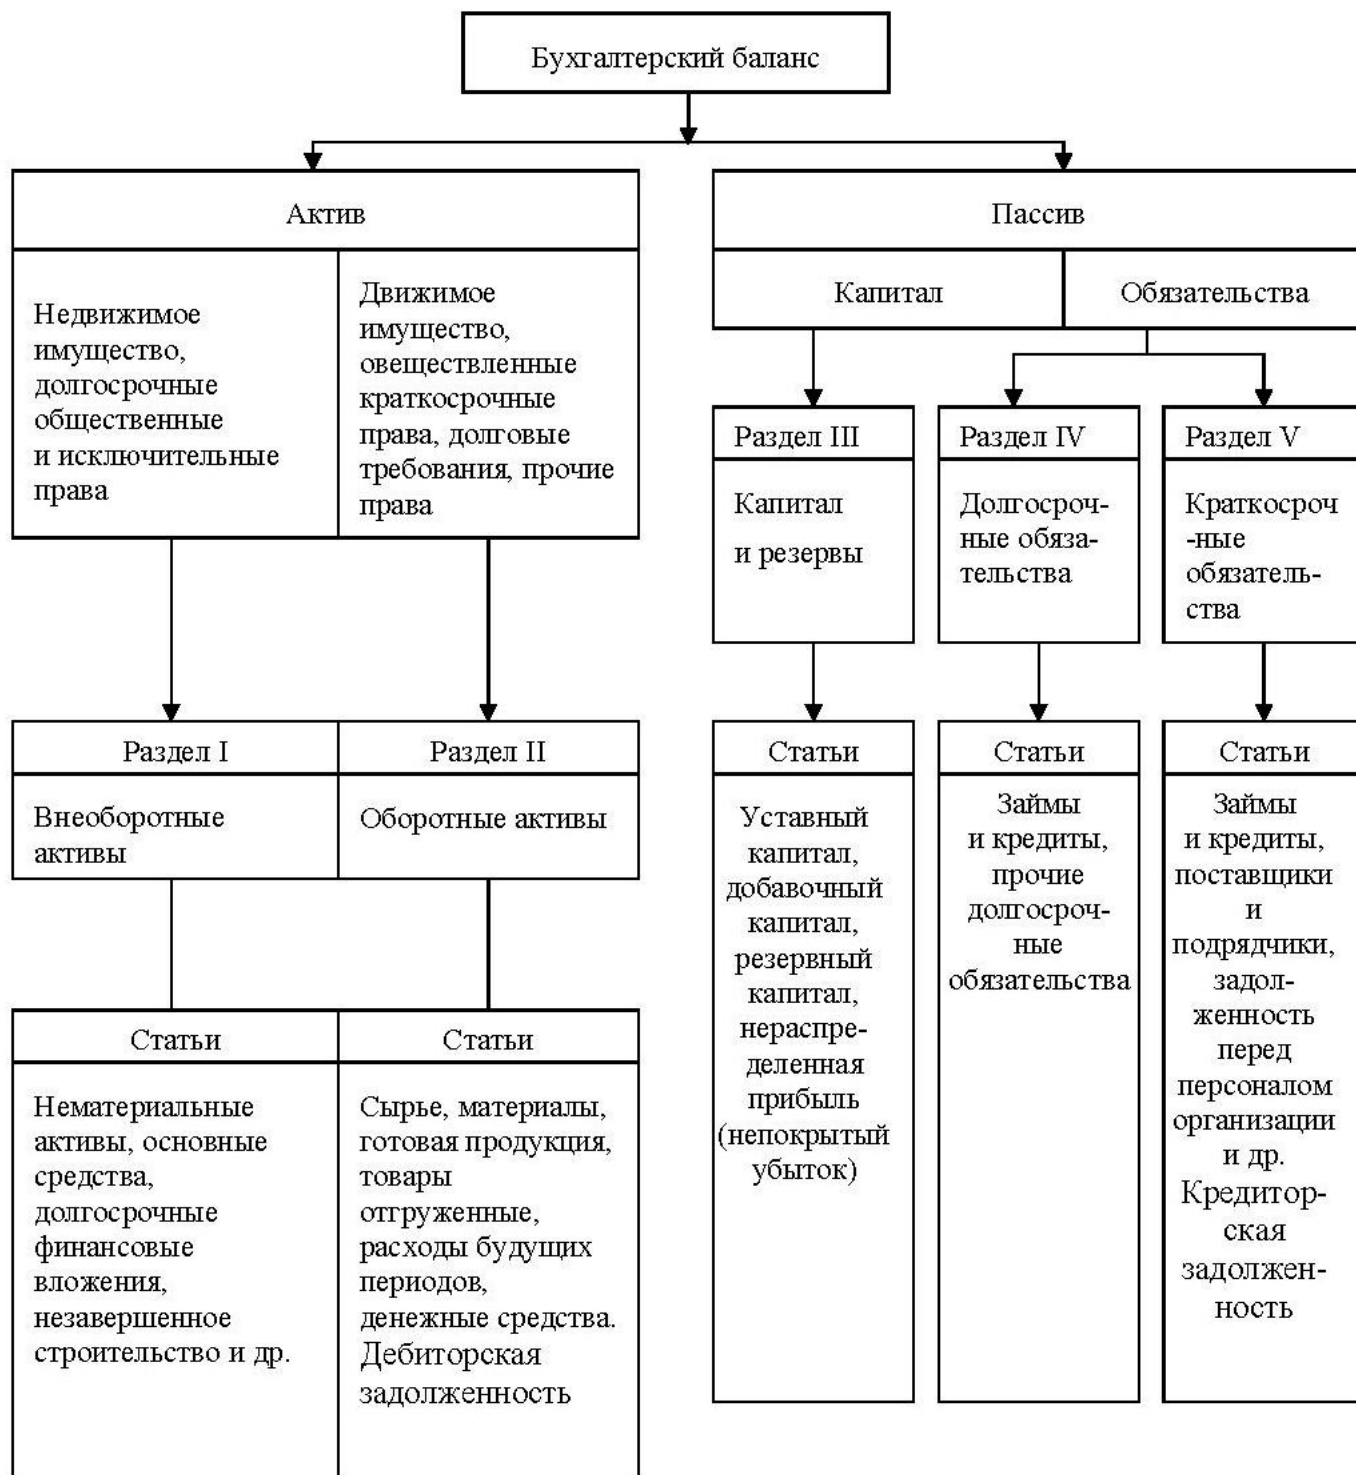 Бухгалтерский баланс
Актив
Недвижимое
имущество,
долгосрочные
общественные
и исключительные
права
Движимое
имущество,
овеществленные
краткосрочные
права, долговые
требования, прочие
права
Раздел I
Внеоборотные
активы
Раздел II
Оборотные активы
Статьи
Нематериальные
активы, основные
средства,
долгосрочные
финансовые
вложения,
незавершенное
строительство и др.
Статьи
Сырье, материалы,
готовая продукция,
товары
отгруженные,
расходы будущих
периодов,
денежные средства.
Дебиторская
задолженность
Пассив
Капитал
Обязательства
Раздел III
Капитал
и резервы
Раздел IV
Долгосроч-
ные обяза-
тельства
Раздел V
Краткосроч
-ные
обязатель-
ства
Статьи
Уставный
капитал,
добавочный
капитал,
резервный
капитал,
нераспре-
деленная
прибыль
(непокрытый
убыток)
Статьи
Займы
и кредиты,
прочие
долгосроч-
ные
обязательства
Статьи
Займы
и кредиты,
поставщики
и
подрядчики,
задол-
женность
перед
персоналом
организации
и др.
Кредитор-
ская
задолжен-
ность